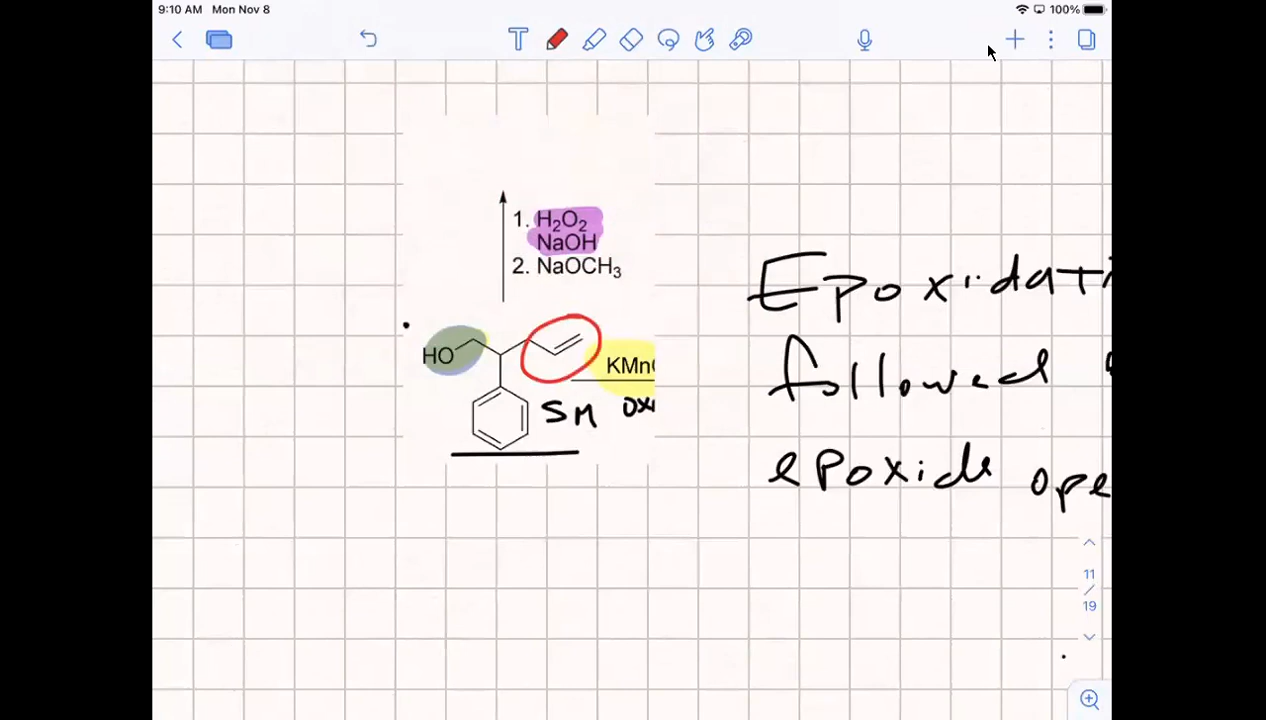 9:10 AM Mon Nov 8
100%
T
1. H₂O₂
NaOH
2. NaOCH₃
HO
KMn
SM
Epoxidati
followed
epoxide ope
11
/
19